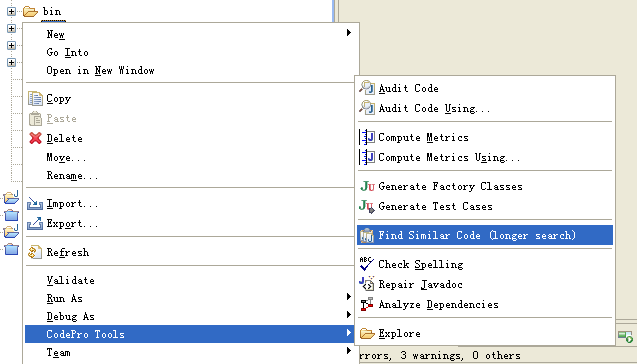 bin
New
Go Into
Open in New Window
Copy
Paste
Delete
Move...
Rename...
Import...
Export...
Refresh
Validate
Run As
Debug As
CodePro Tools
Team
Audit Code
Audit Code Using...
Compute Metrics
Compute Metrics Using...
Generate Factory Classes
Generate Test Cases
Find Similar Code (longer search)
Check Spelling
Repair Javadoc
Analyze Dependencies
Explore
rrors, 3 warnings, 0 others